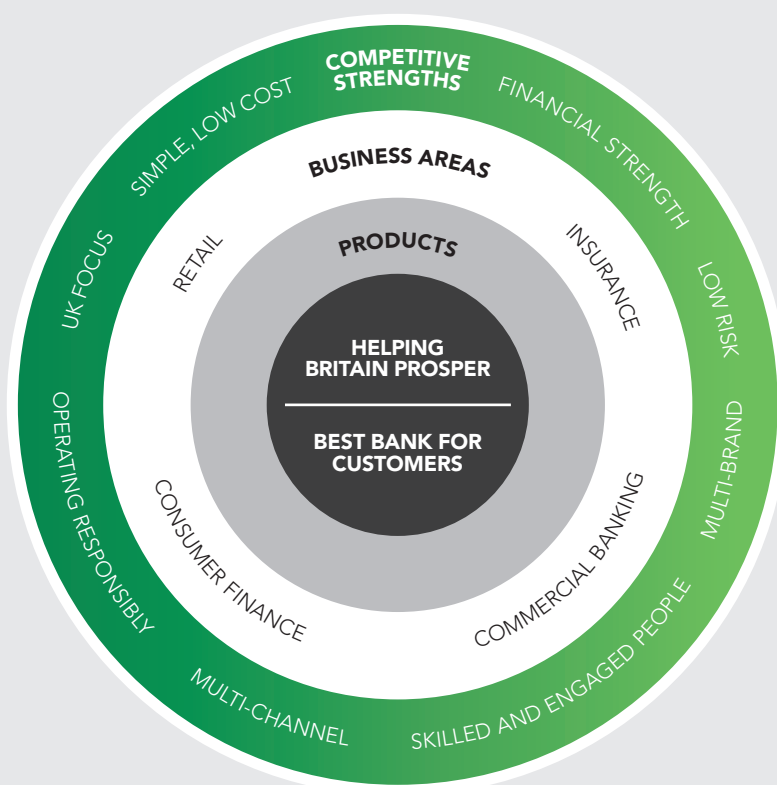 COMPETITIVE
STRENGTHS
FINANCIAL STRENGTH
LOW RISK
MULTI-BRAND
SKILLED AND ENGAGED PEOPLE
MULTI-CHANNEL
OPERATING RESPONSIBLY
UK FOCUS
SIMPLE, LOW COST
BUSINESS AREAS
INSURANCE
COMMERCIAL BANKING
CONSUMER FINANCE
RETAIL
PRODUCTS
HELPING
BRITAIN PROSPER
BEST BANK FOR
CUSTOMERS